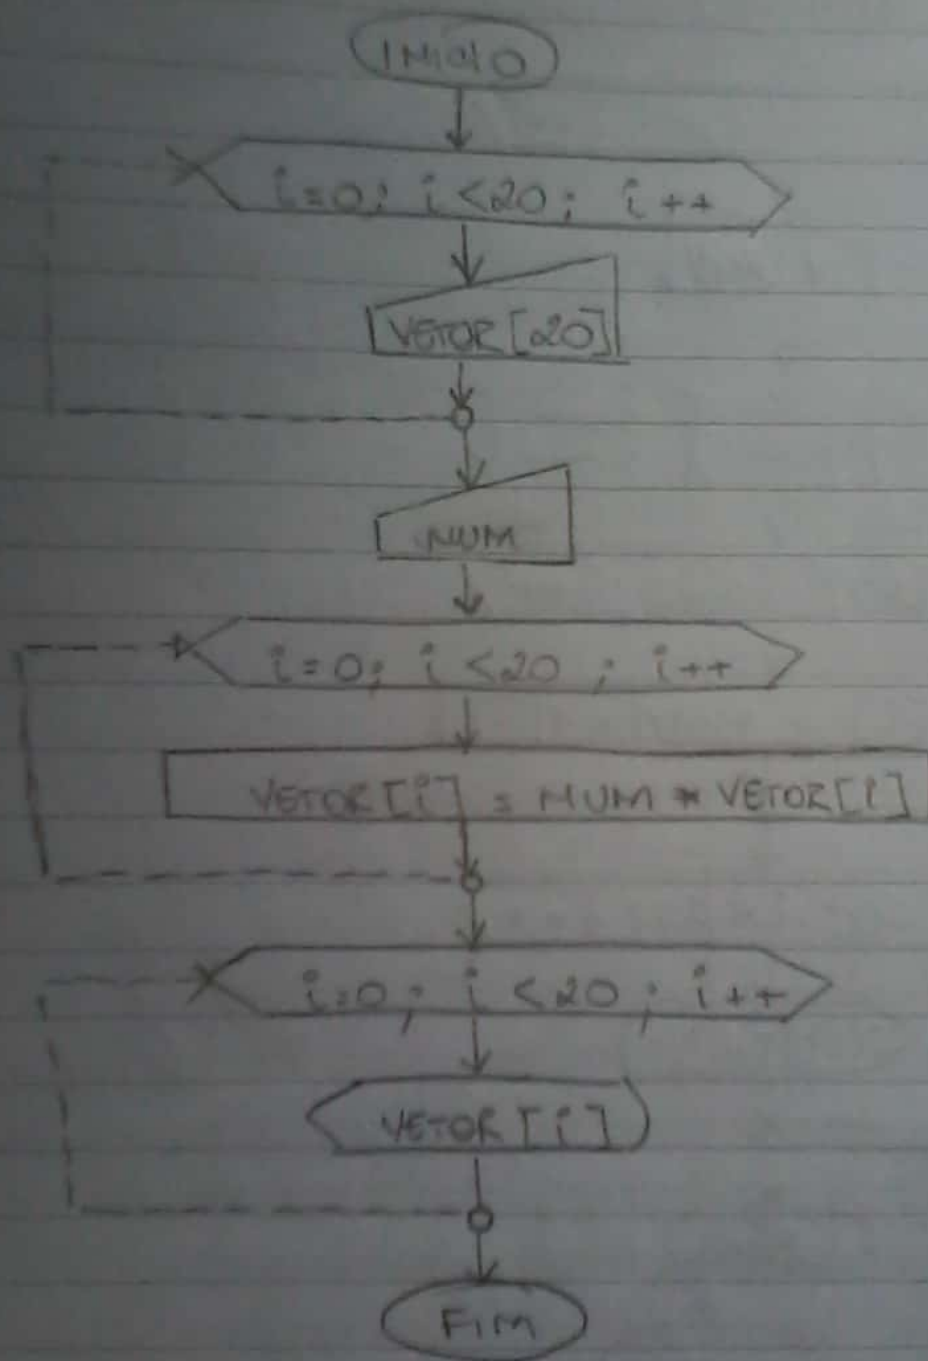 INICIO
i=0; i<20; i++
VETOR[20]
NUM
i=0; i<20; i++
VETOR[i] = NUM * VETOR[i]
i=0; i<20; i++
VETOR[i]
FIM